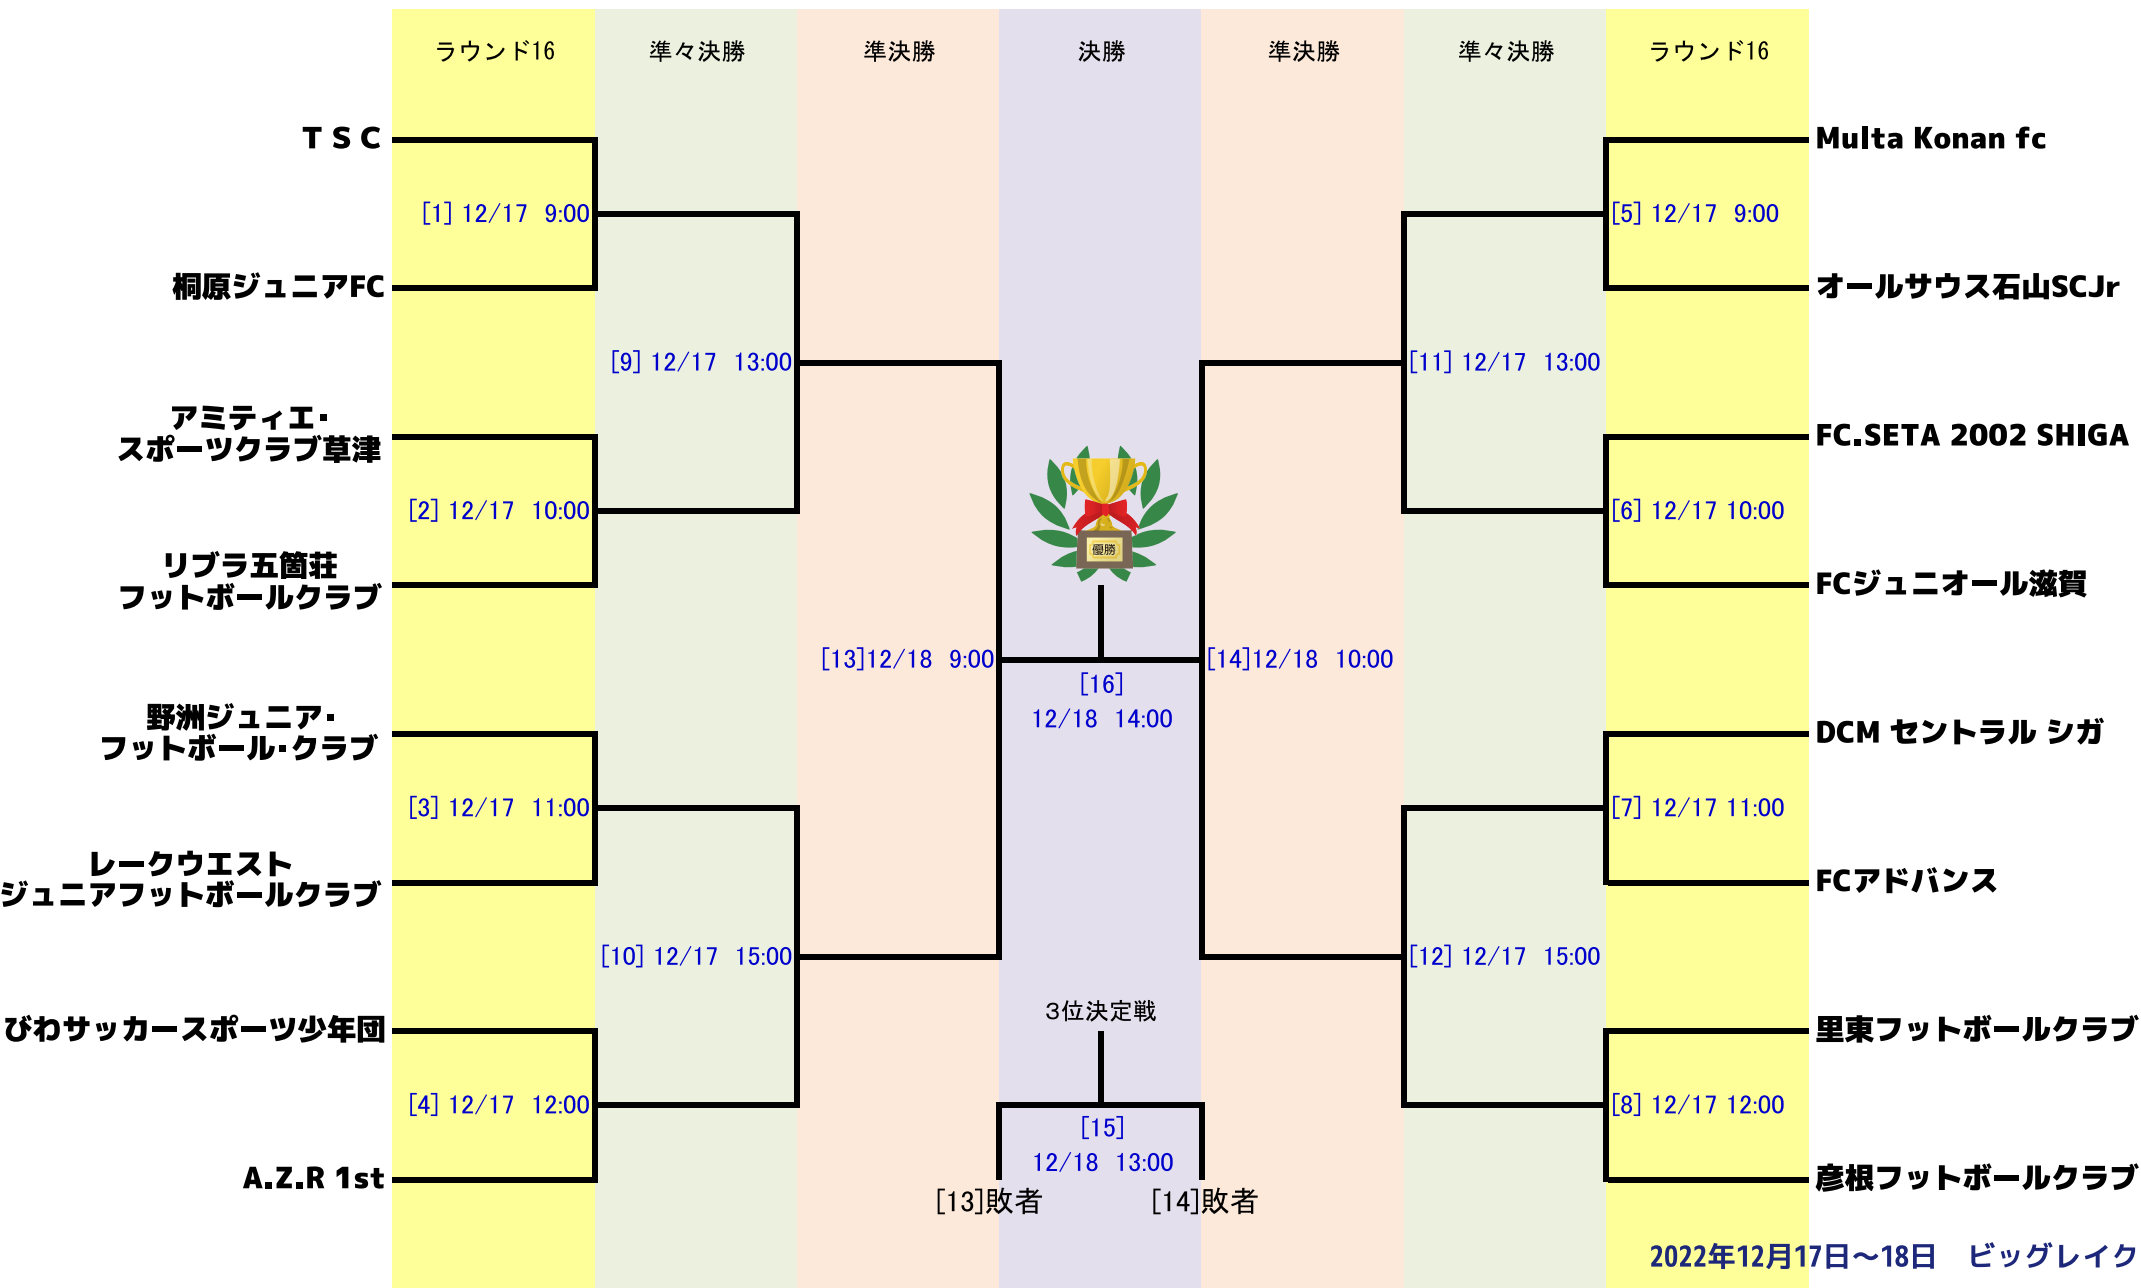 ラウンド16
準々決勝
準決勝
決勝
準決勝
準々決勝
ラウンド16
TSC
[1] 12/17 9:00
桐原ジュニアFC
[9] 12/17 13:00
アミティエ・
スポーツクラブ草津
[2] 12/17 10:00
リブラ五箇荘
フットボールクラブ
[13]12/18 9:00
野洲ジュニア・
フットボール・クラブ
[3] 12/17 11:00
レークウエスト
ジュニアフットボールクラブ
[10] 12/17 15:00
びわサッカースポーツ少年団
[4] 12/17 12:00
A.Z.R 1st
優勝
[16]
12/18 14:00
3位決定戦
[15]
12/18 13:00
[13]敗者
[14]敗者
Multa Konan fc
[5] 12/17 9:00
オールサウス石山SCJr
[11] 12/17 13:00
FC.SETA 2002 SHIGA
[6] 12/17 10:00
FCジュニオール滋賀
[14]12/18 10:00
DCM セントラル シガ
[7] 12/17 11:00
FCアドバンス
[12] 12/17 15:00
里東フットボールクラブ
[8] 12/17 12:00
彦根フットボールクラブ
2022年12月17日～18日　ビッグレイク